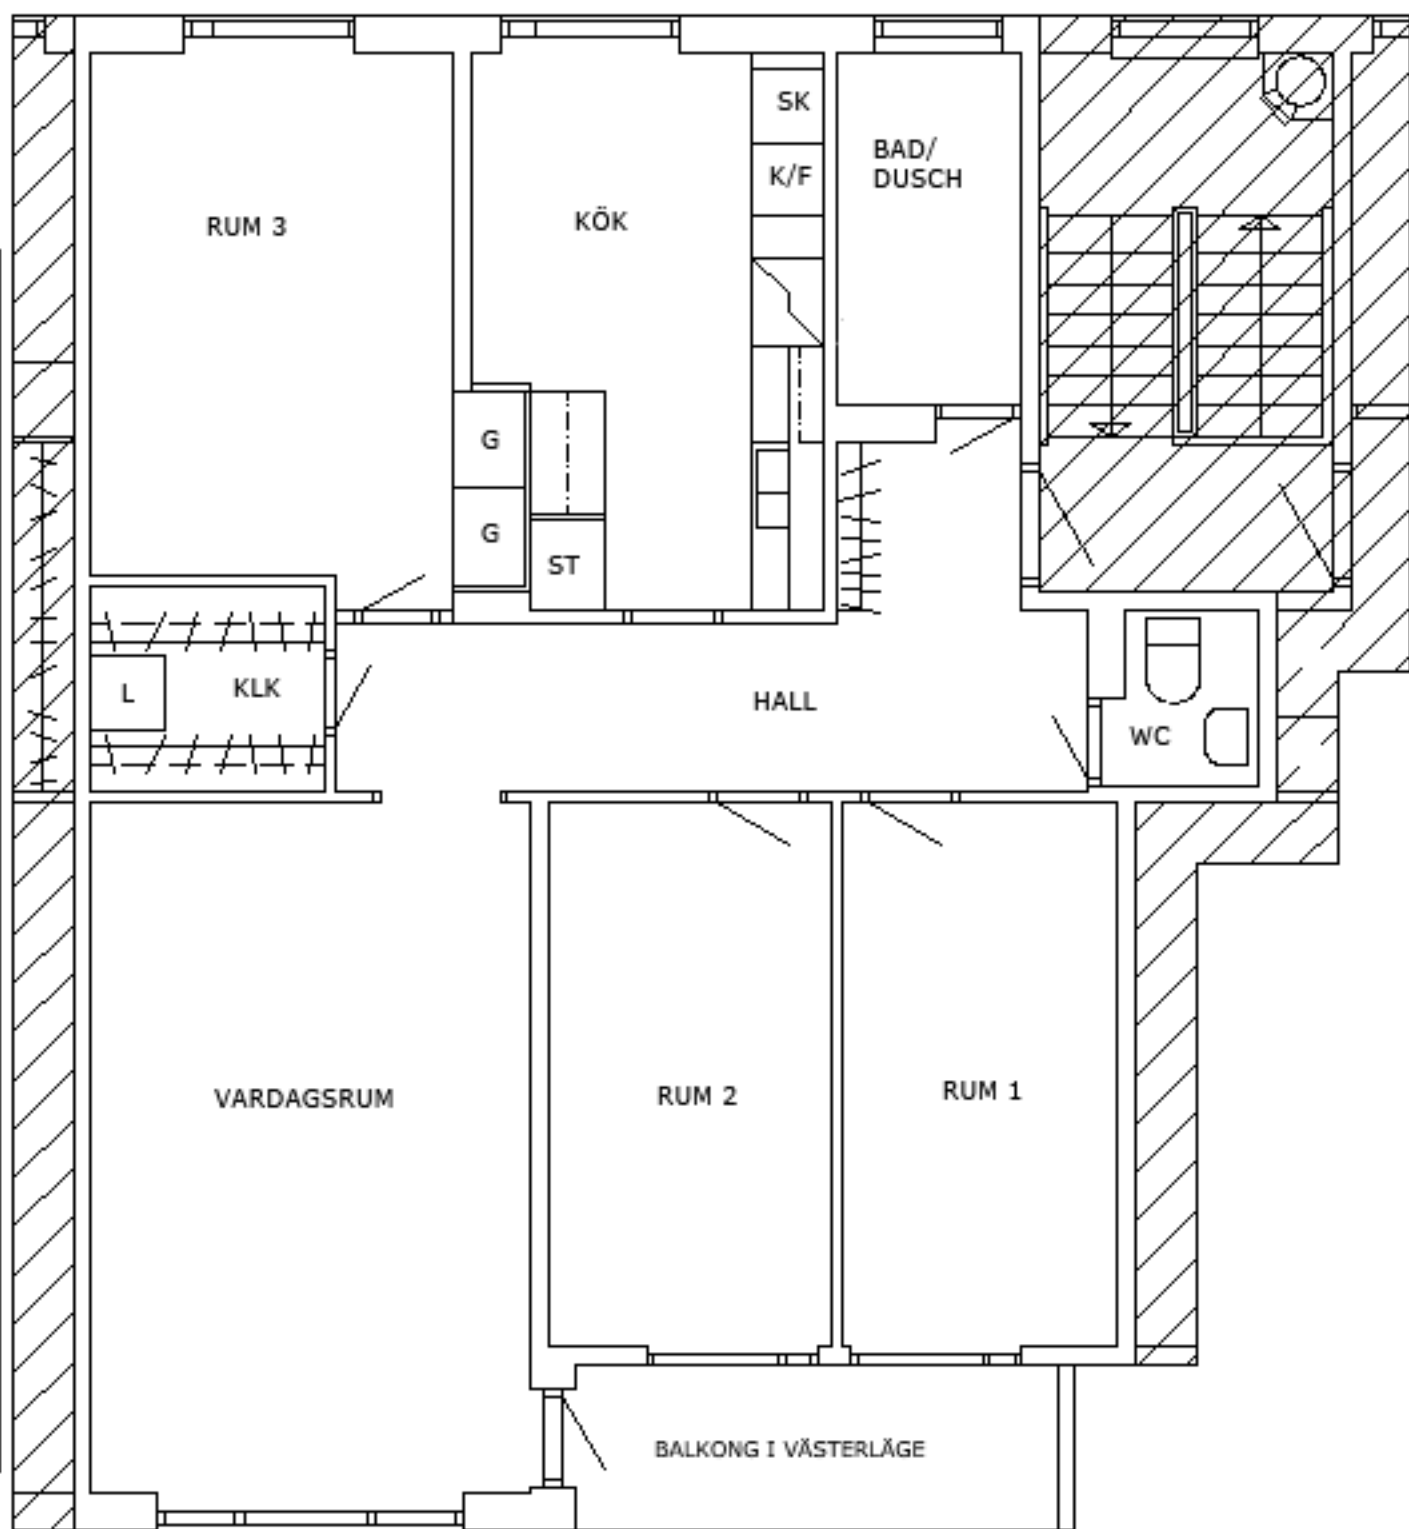 SK
BAD/
DUSCH
K/F
RUM 3
KÖK
G
G
ST
L
KLK
HALL
WC
VARDAGSRUM
RUM 2
RUM 1
BALKONG I VÄSTERLÄGE